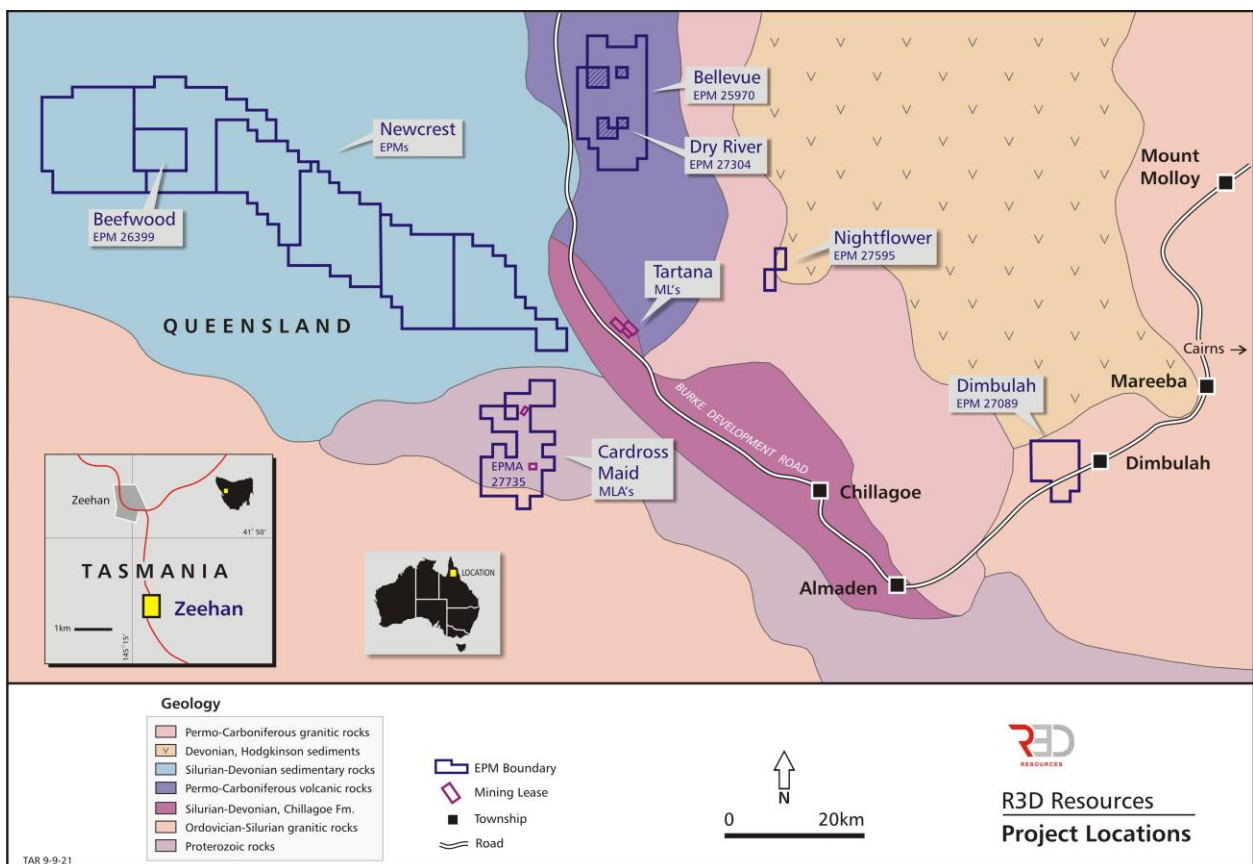 Bellevue
EPM 25970
Newcrest
EPMs
Dry River
EPM 27304
Mount
Molloy
Beefwood
EPM 26399
Nightflower
EPM 27595
Tartana
ML's
QUEENSLAND
Cairns →
Mareeba
Dimbulah
EPM 27089
BURKE DEVELOPMENT ROAD
Cardross
Maid
MLA's
EPMA
27735
Dimbulah
Chillagoe
Almaden
Zeehan
41° 50'
TASMANIA
Zeehan
1km
145° 15'
LOCATION
Geology
Permo-Carboniferous granitic rocks
Devonian, Hodgkinson sediments
Silurian-Devonian sedimentary rocks
Permo-Carboniferous volcanic rocks
Silurian-Devonian, Chillagoe Fm.
Ordovician-Silurian granitic rocks
Proterozoic rocks
EPM Boundary
Mining Lease
Township
Road
N
0 20km
R3D
RESOURCES
R3D Resources
Project Locations
TAR 9-9-21